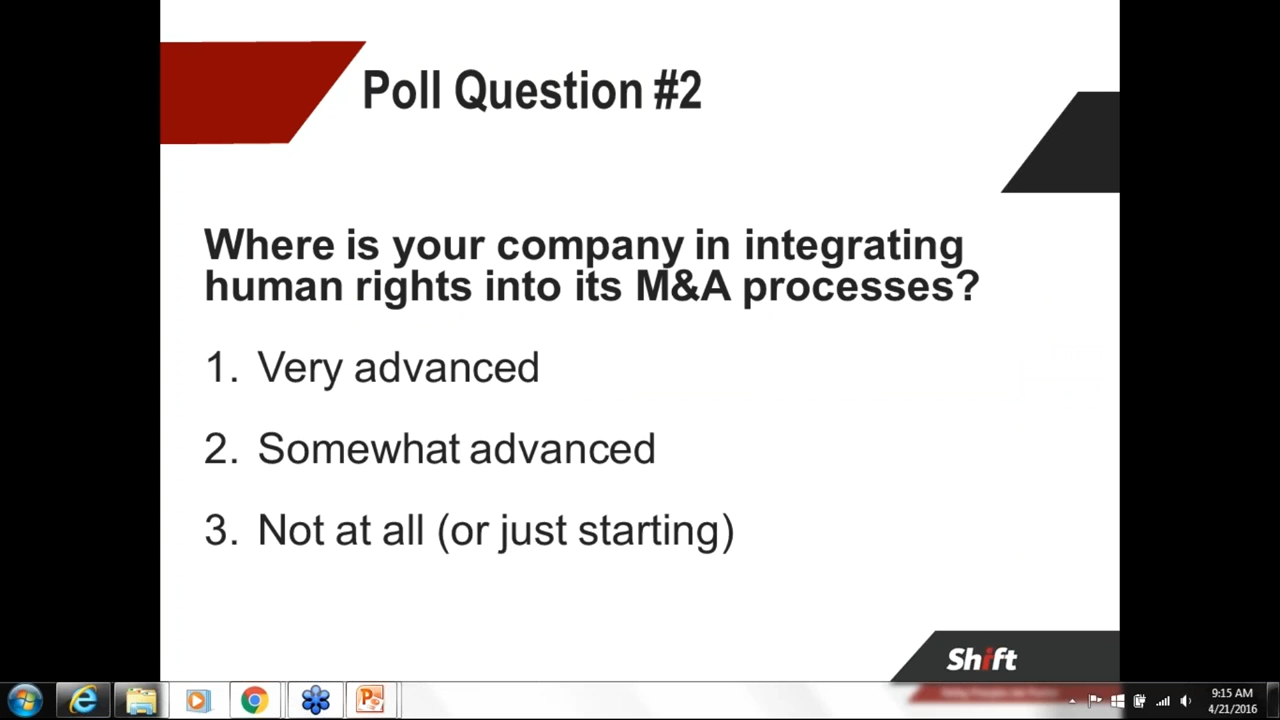 Poll Question #2
Where is your company in integrating
human rights into its M&A processes?
1. Very advanced
2. Somewhat advanced
3. Not at all (or just starting)
Shift
9:15 AM
4/21/2016